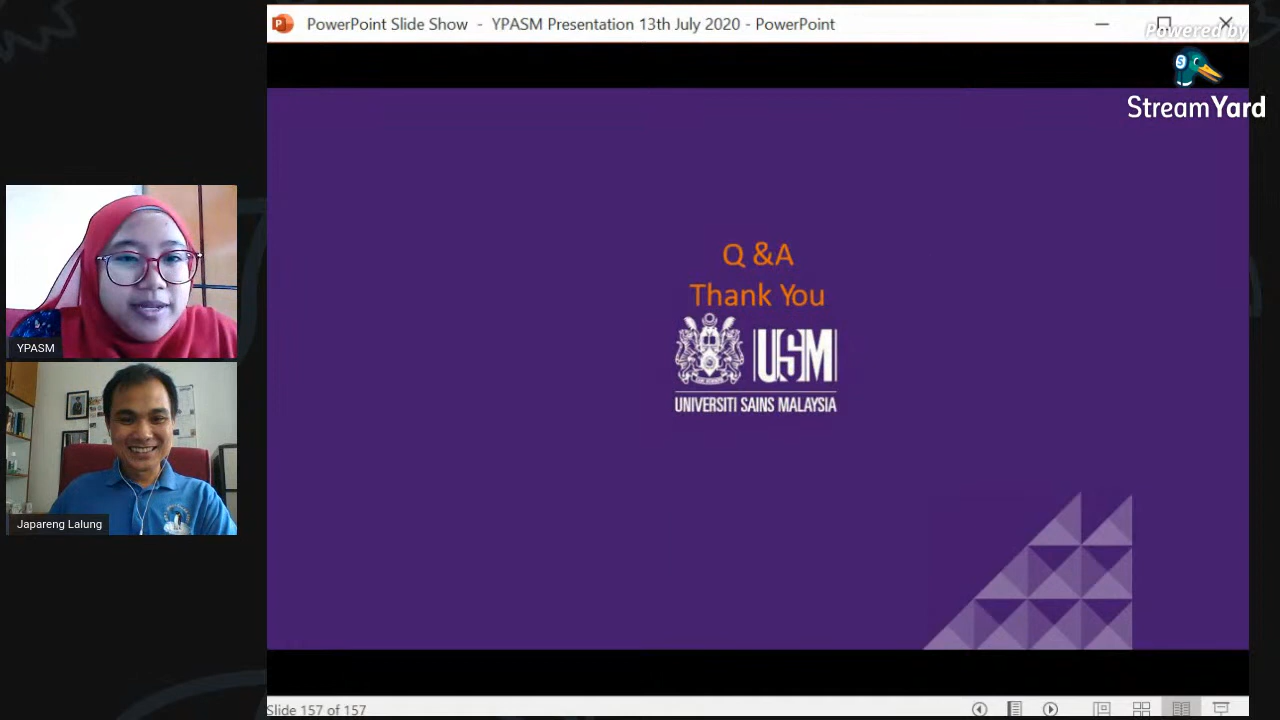 PowerPoint Slide Show - YPASM Presentation 13th July 2020 - PowerPoint
Powered by
StreamYard
Q &A
Thank You
USM
UNIVERSITI SAINS MALAYSIA
YPASM
Japareng Lalung
Slide 157 of 157